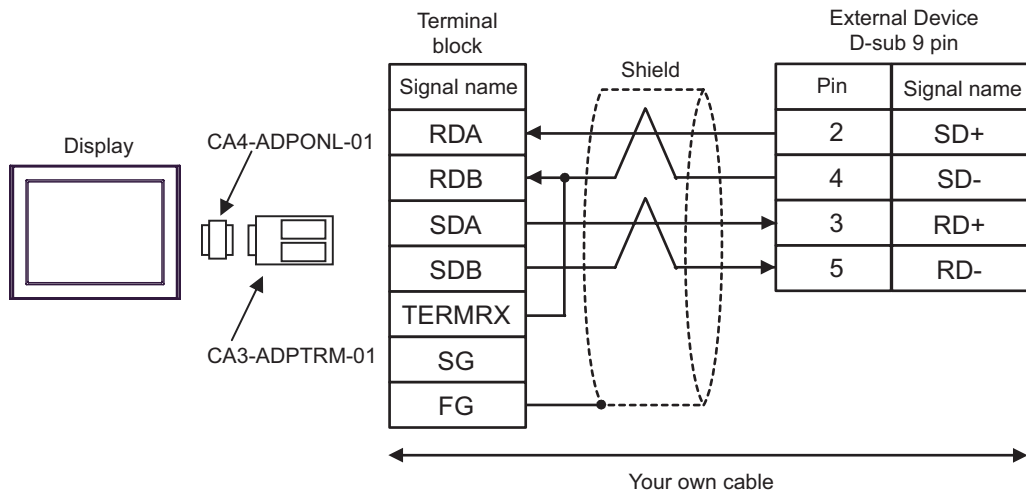 Terminal
block
External Device
D-sub 9 pin
Signal name
Shield
Pin
Signal name
Display
CA4-ADPONL-01
RDA
2
SD+
RDB
4
SD-
SDA
3
RD+
SDB
5
RD-
TERMRX
CA3-ADPTRM-01
SG
FG
Your own cable